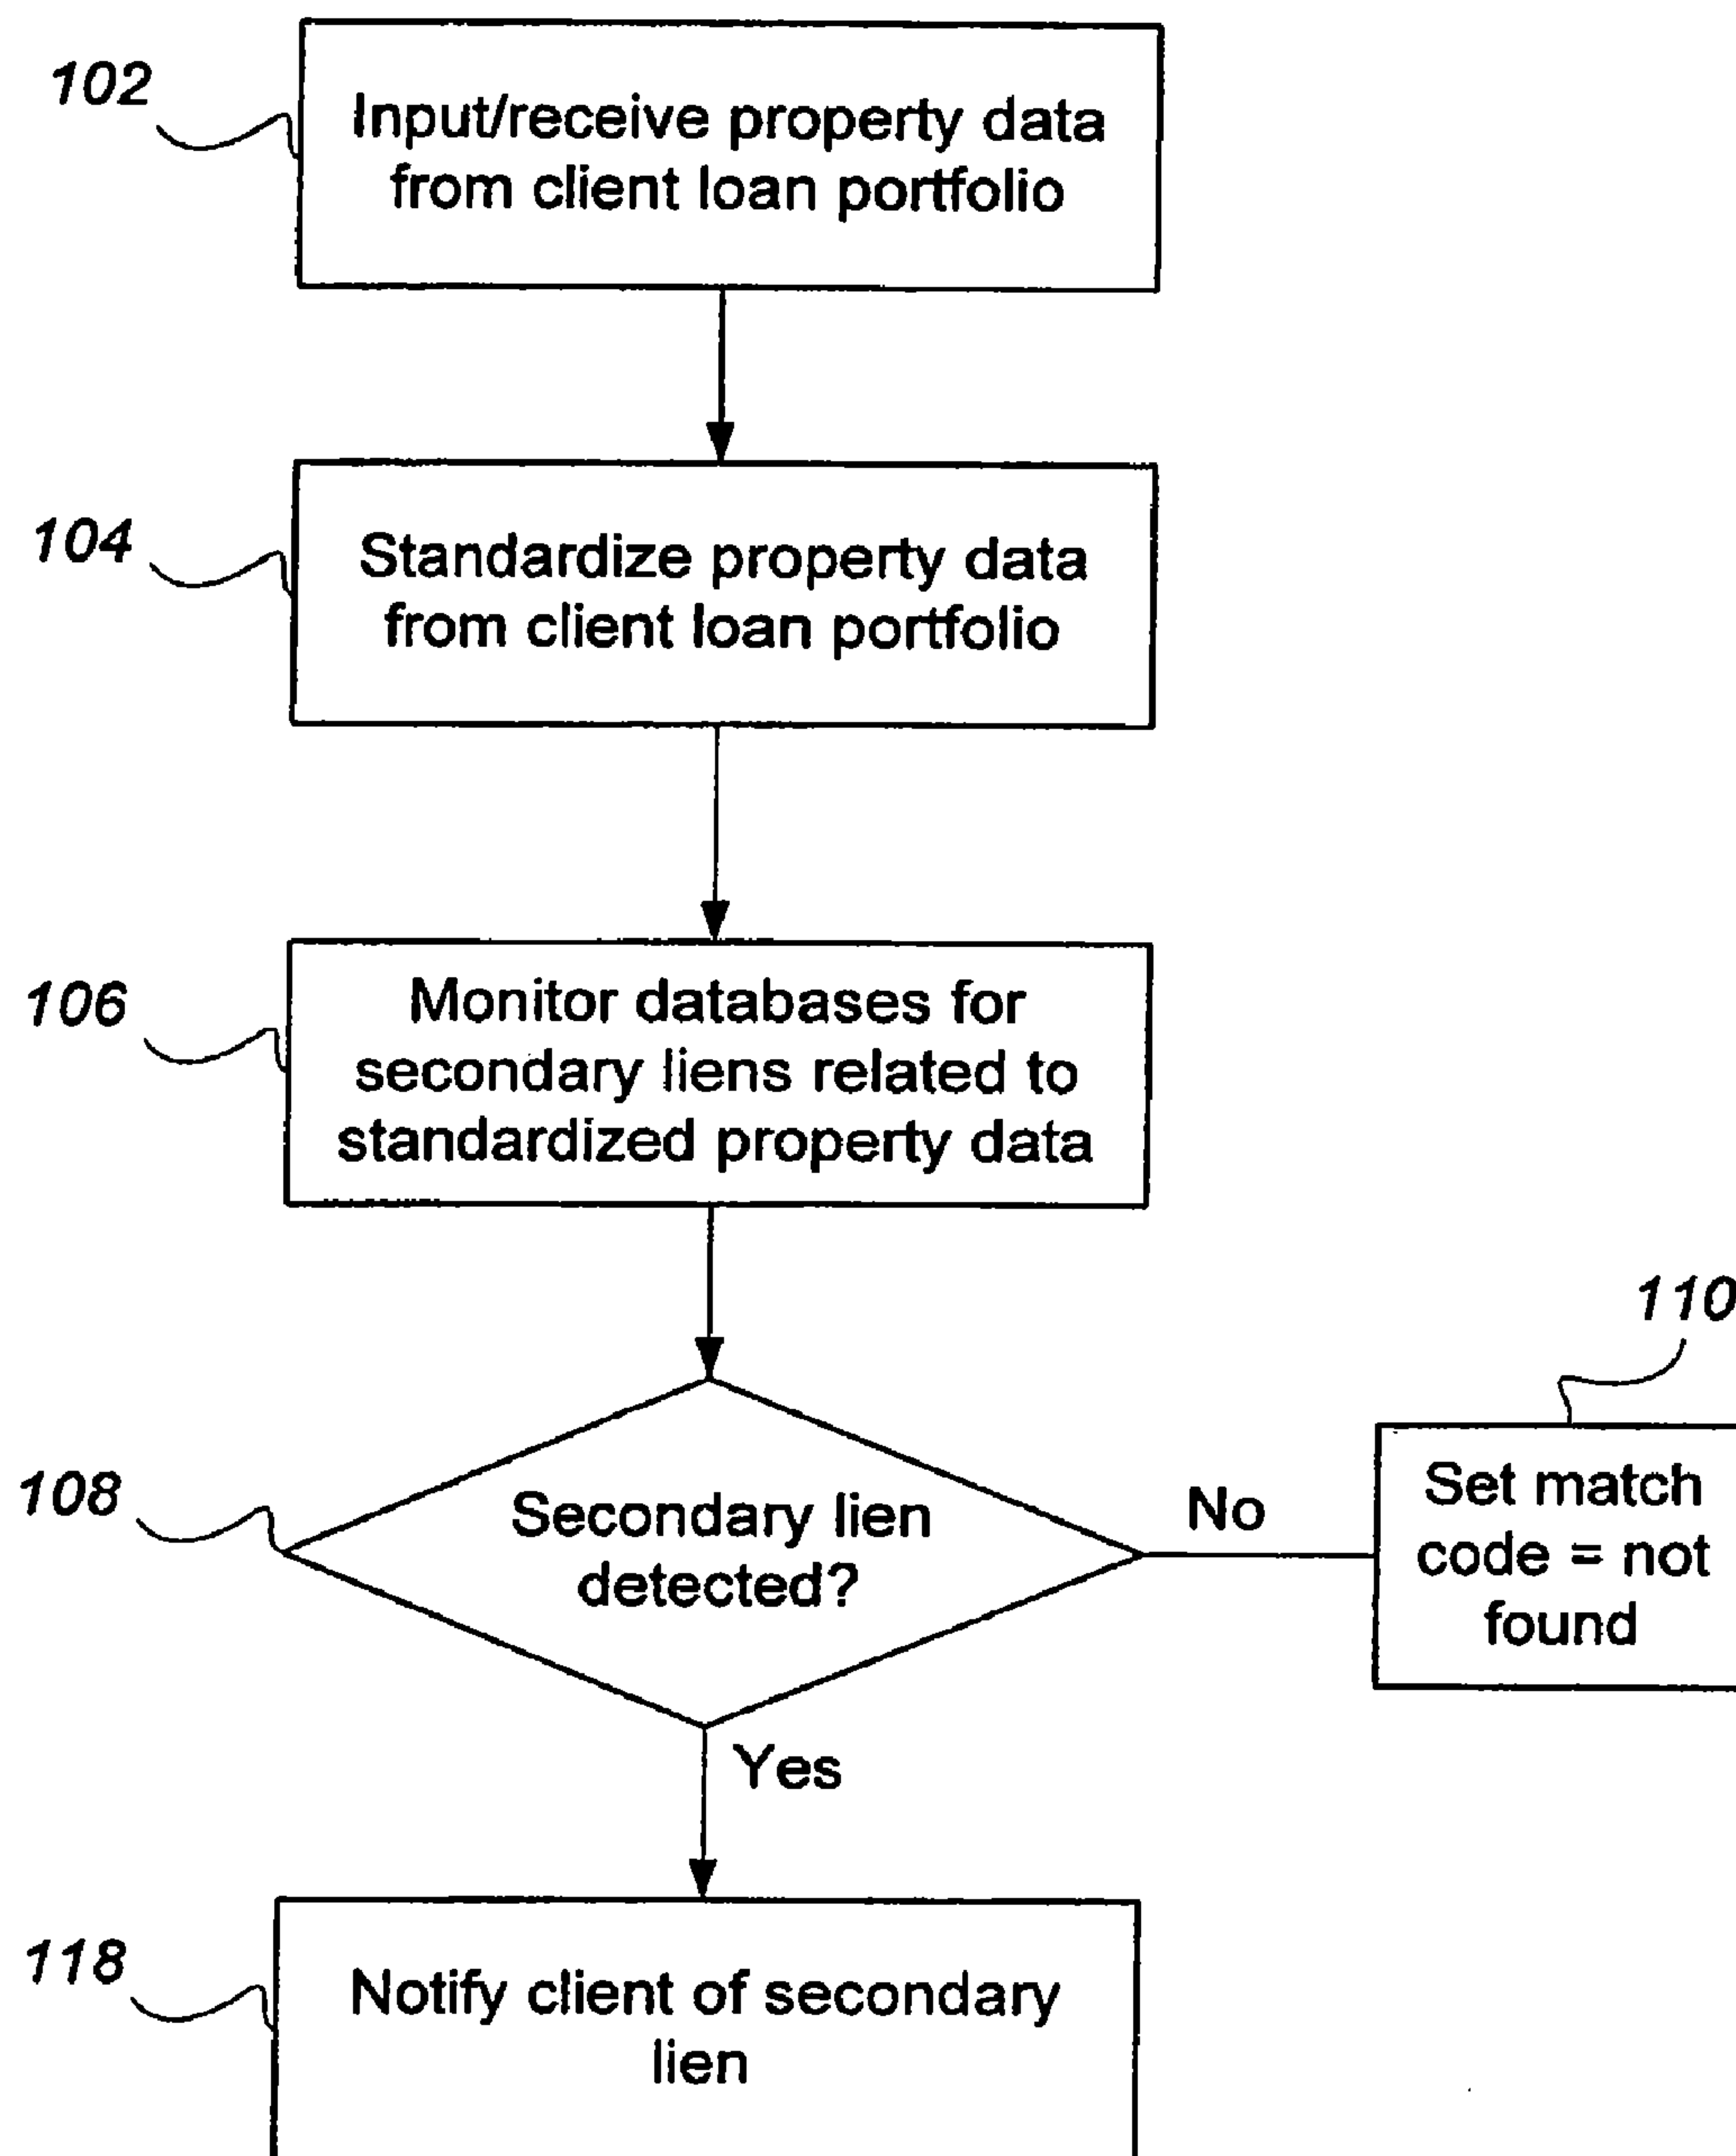 102
Input/receive property data
from client loan portfolio
104
Standardize property data
from client loan portfolio
106
Monitor databases for
secondary liens related to
standardized property data
108
Secondary lien
detected?
No
110
Set match
code = not
found
Yes
118
Notify client of secondary
lien